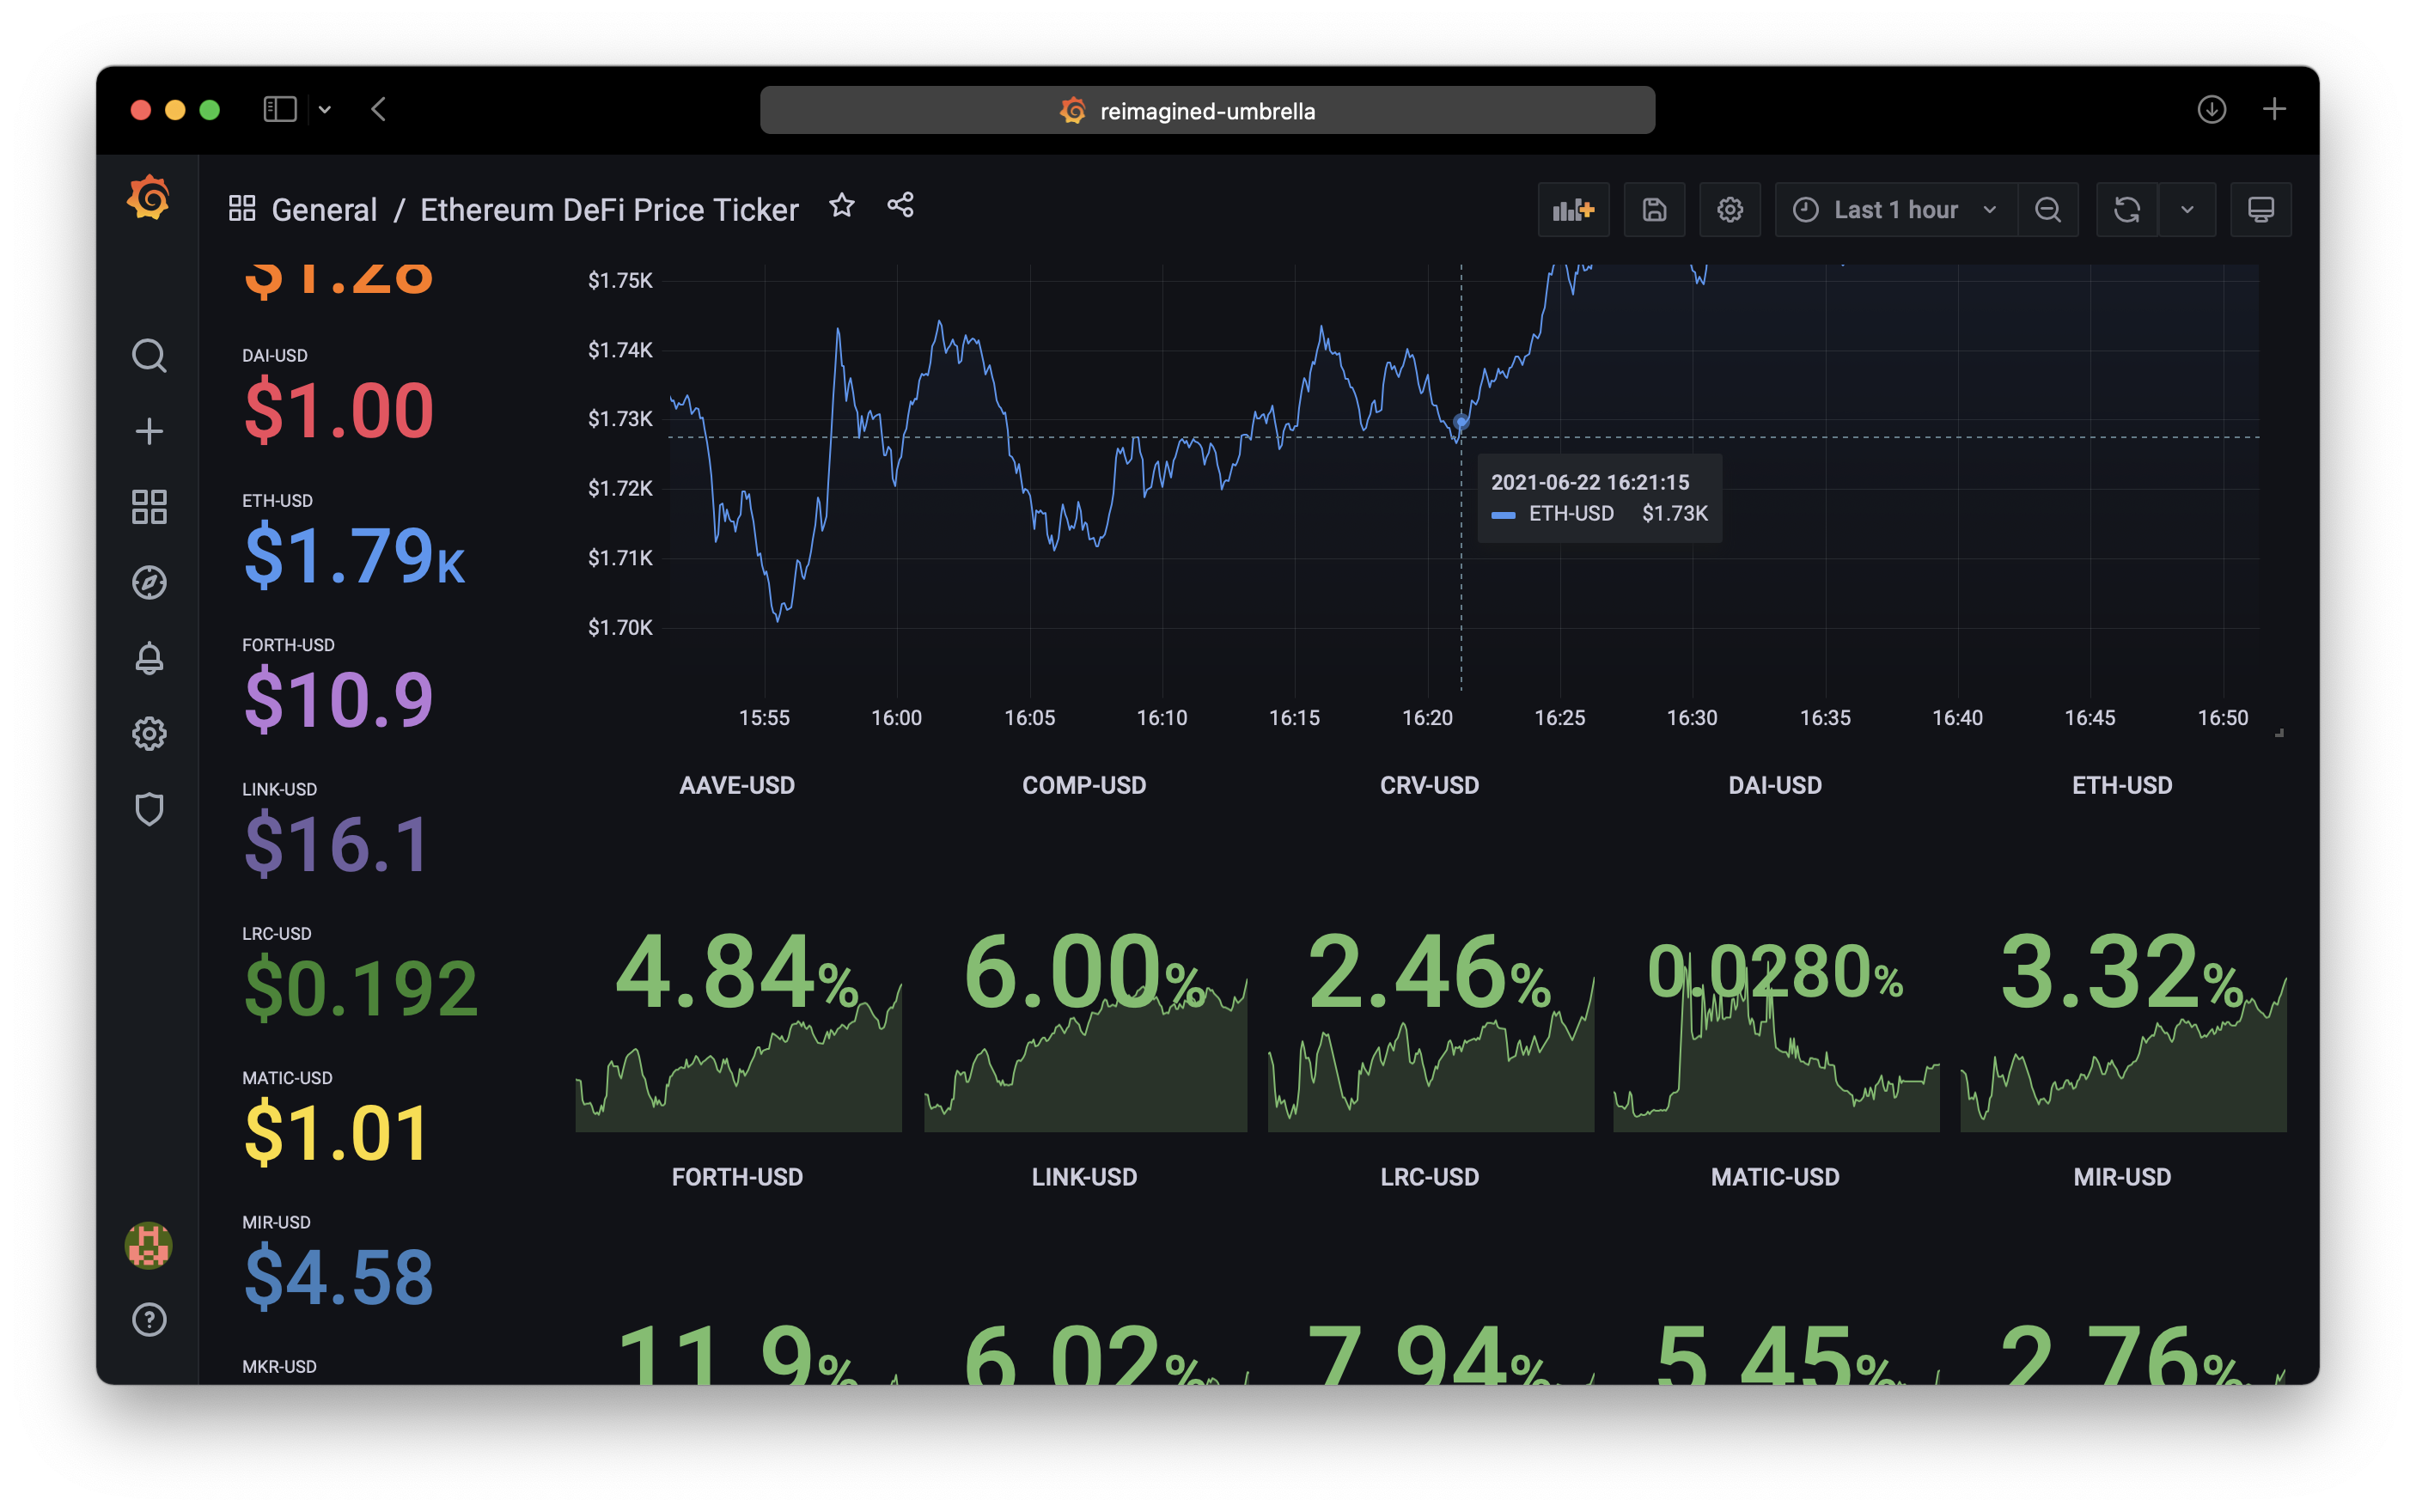 reimagined-umbrella
General / Ethereum DeFi Price Ticker
Last 1 hour
$1.28
DAI-USD
$1.00
ETH-USD
$1.79K
FORTH-USD
$10.9
LINK-USD
$16.1
LRC-USD
$0.192
MATIC-USD
$1.01
MIR-USD
$4.58
MKR-USD
$1.75K
$1.74K
$1.73K
$1.72K
$1.71K
$1.70K
2021-06-22 16:21:15
ETH-USD $1.73K
15:55 16:00 16:05 16:10 16:15 16:20 16:25 16:30 16:35 16:40 16:45 16:50
AAVE-USD COMP-USD CRV-USD DAI-USD ETH-USD
4.84% 6.00% 2.46% 0.0280% 3.32%
FORTH-USD LINK-USD LRC-USD MATIC-USD MIR-USD
11.9% 6.02% 7.94% 5.45% 2.76%